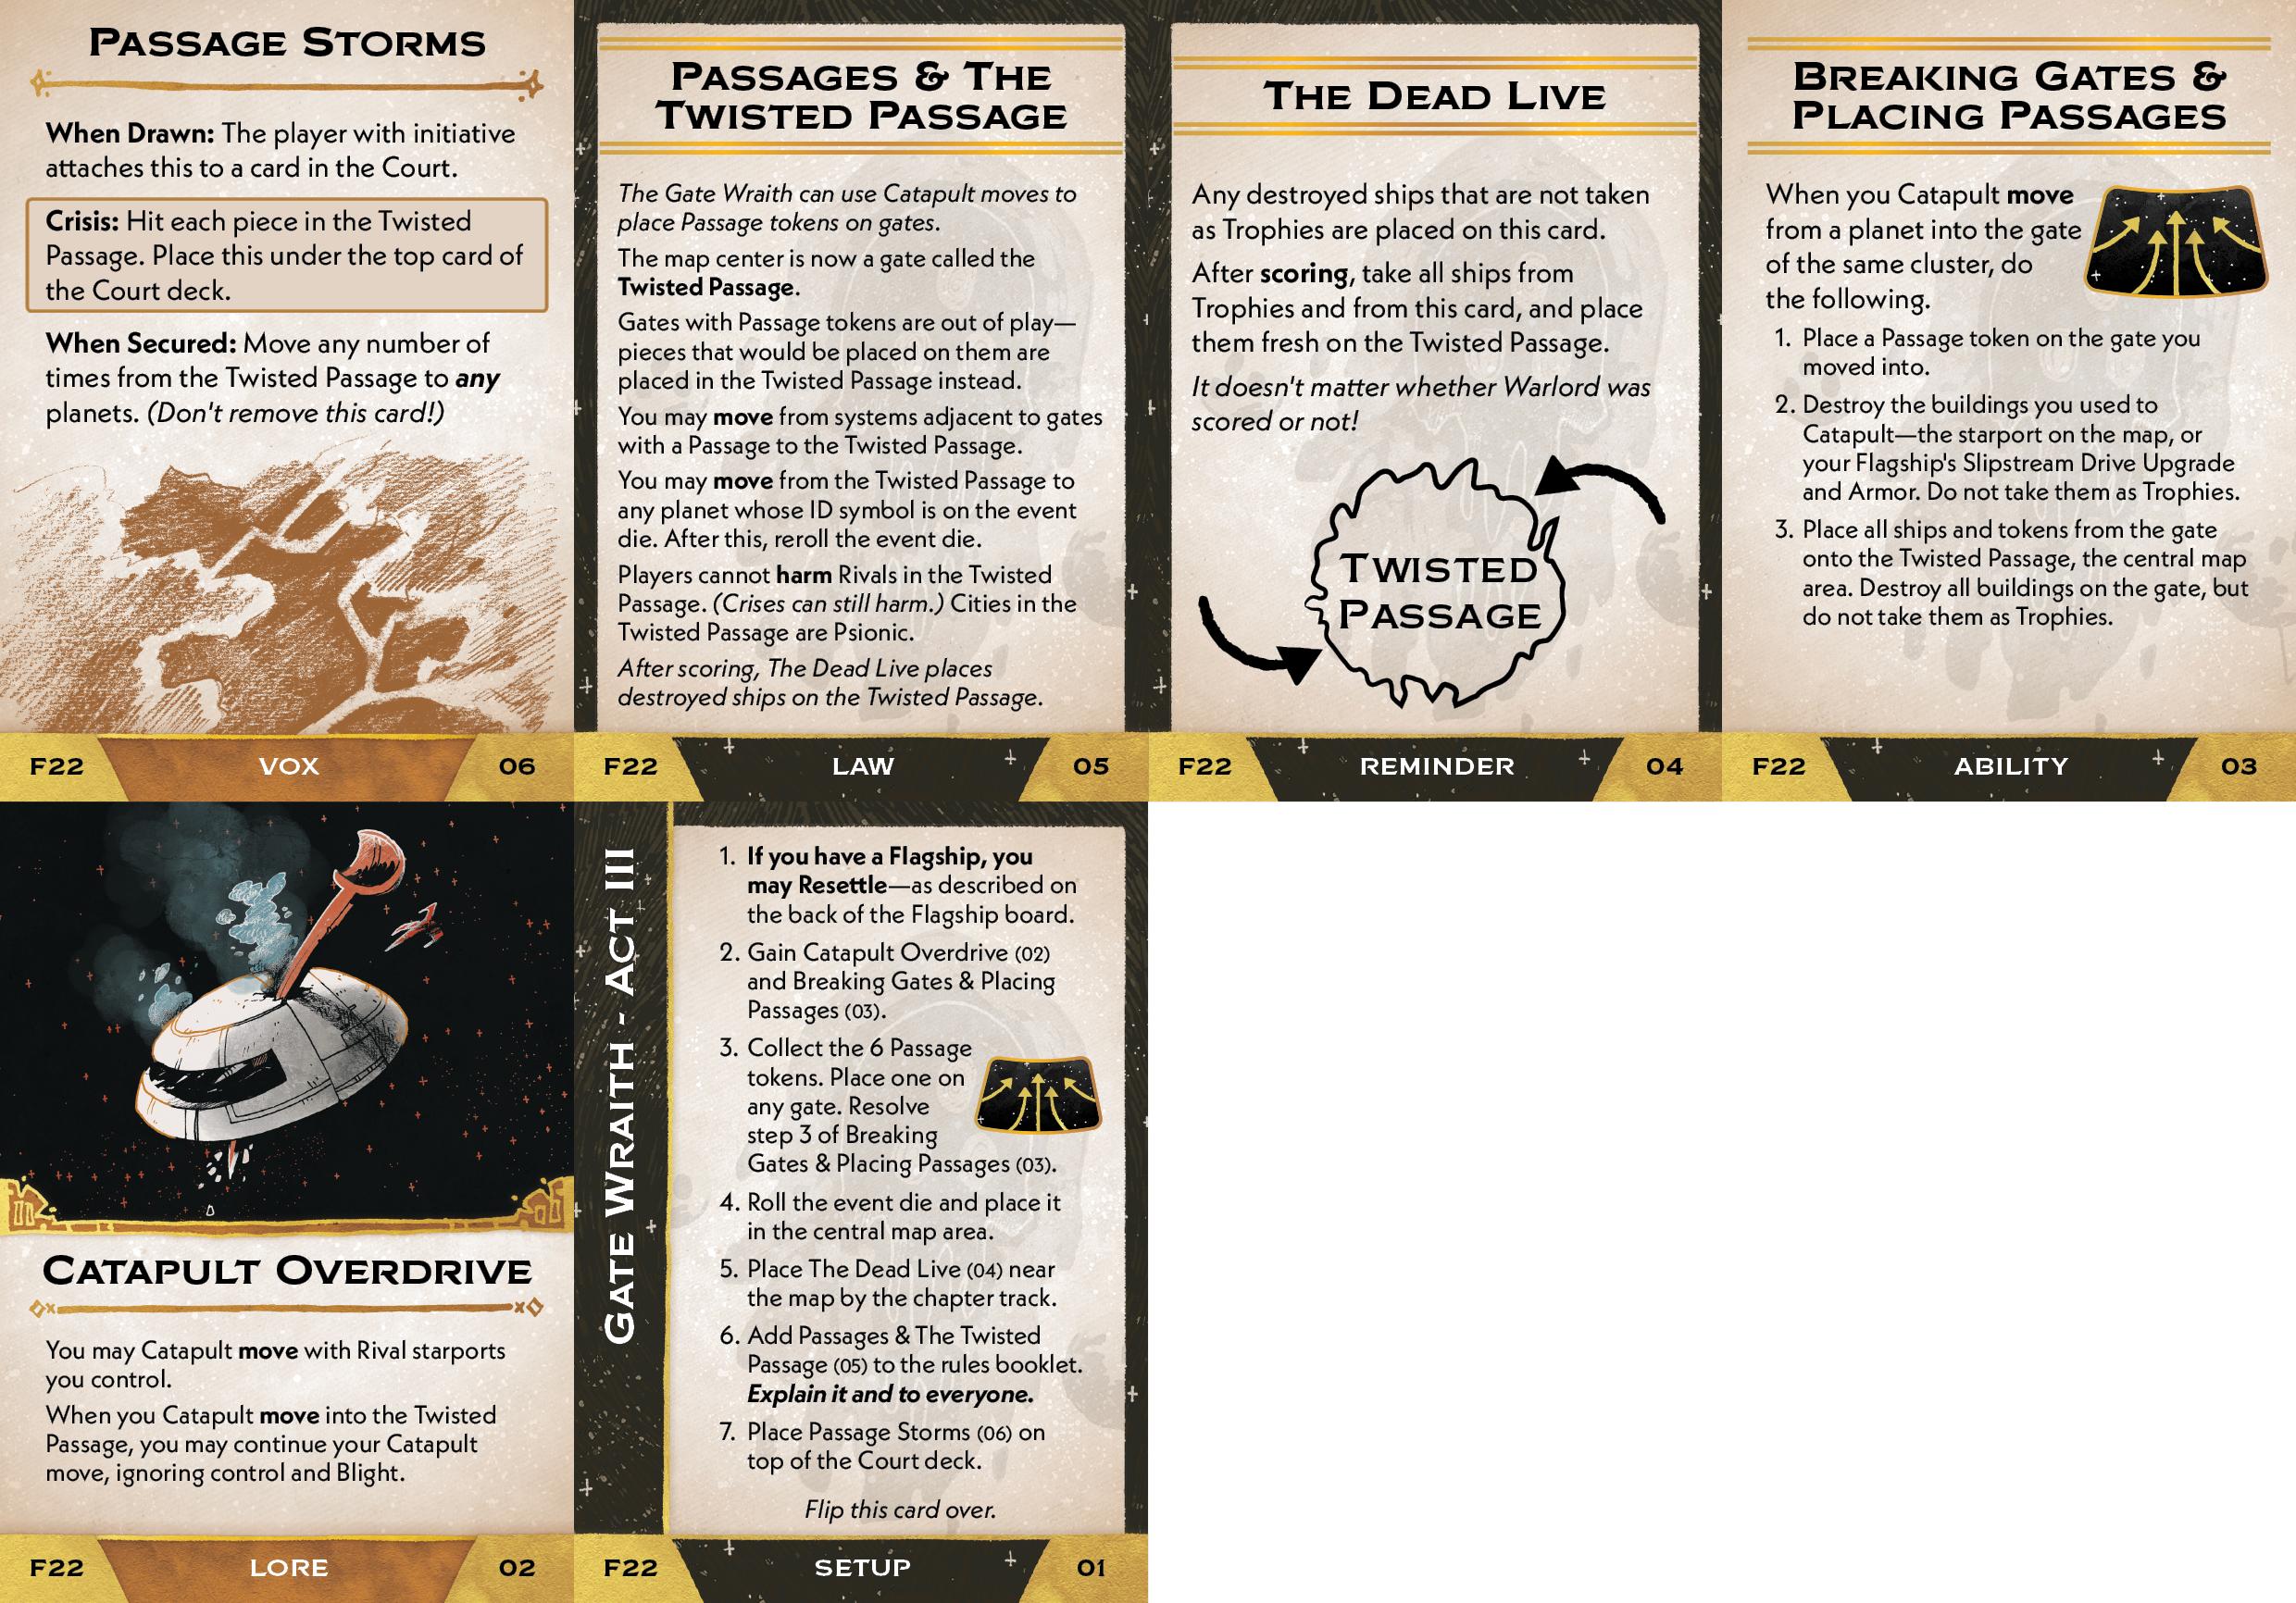 PASSAGE STORMS
When Drawn: The player with initiative
attaches this to a card in the Court.
Crisis: Hit each piece in the Twisted
Passage. Place this under the top card of
the Court deck.
When Secured: Move any number of
times from the Twisted Passage to any
planets. (Don't remove this card!)
F22 VOX 06
PASSAGES & THE
TWISTED PASSAGE
The Gate Wraith can use Catapult moves to
place Passage tokens on gates.
The map center is now a gate called the
Twisted Passage.
Gates with Passage tokens are out of play—
pieces that would be placed on them are
placed in the Twisted Passage instead.
You may move from systems adjacent to gates
with a Passage to the Twisted Passage.
You may move from the Twisted Passage to
any planet whose ID symbol is on the event
die. After this, reroll the event die.
Players cannot harm Rivals in the Twisted
Passage. (Crises can still harm.) Cities in the
Twisted Passage are Psionic.
After scoring, The Dead Live places
destroyed ships on the Twisted Passage.
F22 LAW 05
THE DEAD LIVE
Any destroyed ships that are not taken
as Trophies are placed on this card.
After scoring, take all ships from
Trophies and from this card, and place
them fresh on the Twisted Passage.
It doesn't matter whether Warlord was
scored or not!
TWISTED
PASSAGE
F22 REMINDER 04
BREAKING GATES &
PLACING PASSAGES
When you Catapult move
from a planet into the gate
of the same cluster, do
the following.
1. Place a Passage token on the gate you
moved into.
2. Destroy the buildings you used to
Catapult—the starport on the map, or
your Flagship's Slipstream Drive Upgrade
and Armor. Do not take them as Trophies.
3. Place all ships and tokens from the gate
onto the Twisted Passage, the central map
area. Destroy all buildings on the gate, but
do not take them as Trophies.
F22 ABILITY 03
CATAPULT OVERDRIVE
You may Catapult move with Rival starports
you control.
When you Catapult move into the Twisted
Passage, you may continue your Catapult
move, ignoring control and Blight.
F22 LORE 02
GATE WRAITH - ACT III
1. If you have a Flagship, you
may Resettle—as described on
the back of the Flagship board.
2. Gain Catapult Overdrive (02)
and Breaking Gates & Placing
Passages (03).
3. Collect the 6 Passage
tokens. Place one on
any gate. Resolve
step 3 of Breaking
Gates & Placing Passages (03).
4. Roll the event die and place it
in the central map area.
5. Place The Dead Live (04) near
the map by the chapter track.
6. Add Passages & The Twisted
Passage (05) to the rules booklet.
Explain it and to everyone.
7. Place Passage Storms (06) on
top of the Court deck.
Flip this card over.
F22 SETUP 01